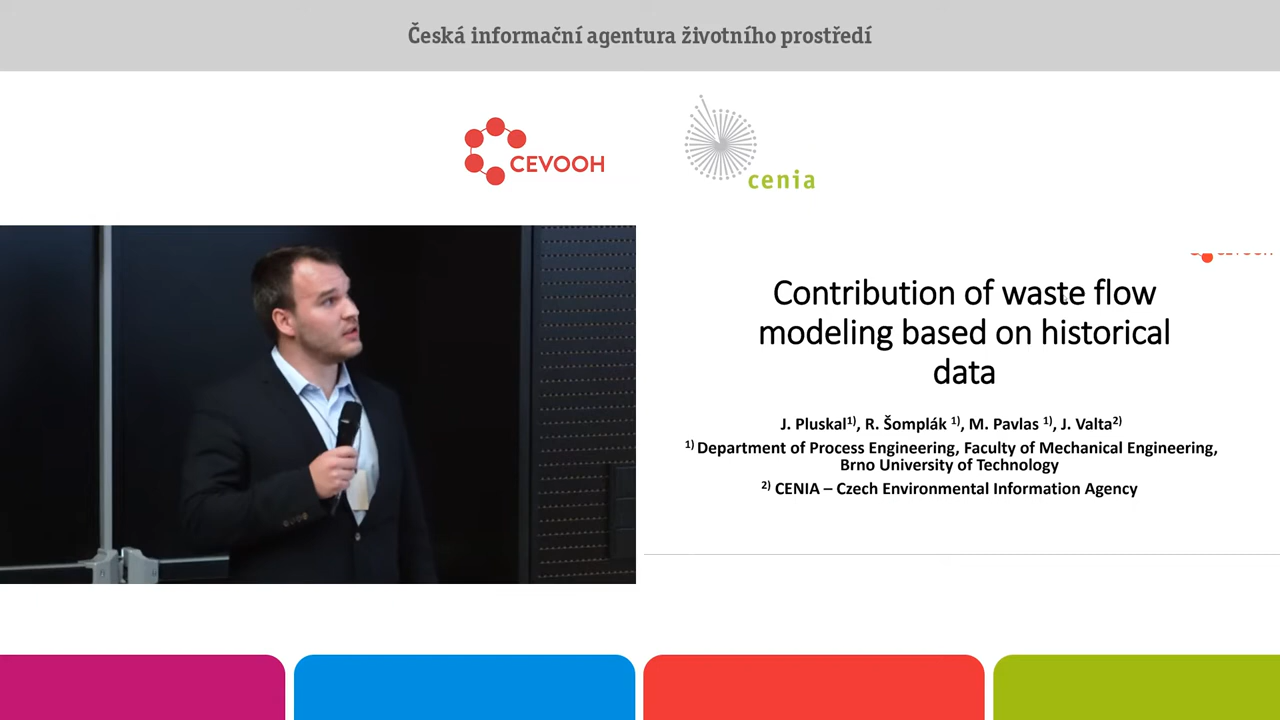 Česká informační agentura životního prostředí
CEVOOH
cenia
CEVOOH
Contribution of waste flow
modeling based on historical
data
J. Pluskal1), R. Šomplák 1), M. Pavlas 1), J. Valta2)
1) Department of Process Engineering, Faculty of Mechanical Engineering,
Brno University of Technology
2) CENIA – Czech Environmental Information Agency